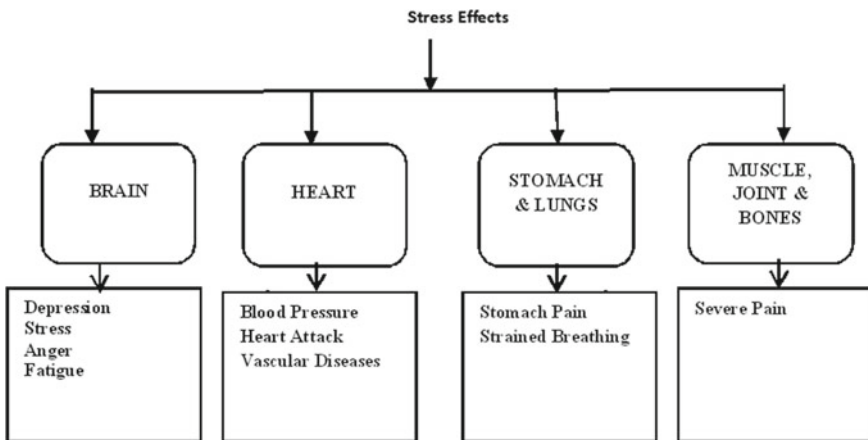 Stress Effects
BRAIN
HEART
STOMACH
& LUNGS
MUSCLE,
JOINT &
BONES
Depression
Stress
Anger
Fatigue
Blood Pressure
Heart Attack
Vascular Diseases
Stomach Pain
Strained Breathing
Severe Pain